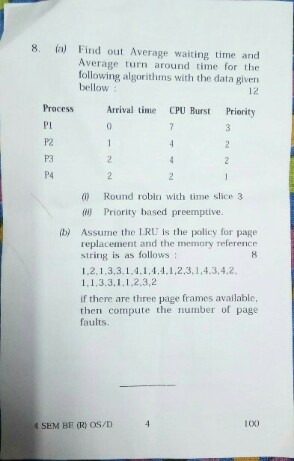 8. (a) Find out Average waiting time and
Average turn around time for the
following algorithms with the data given
bellow : 12
Process Arrival time CPU Burst Priority
P1 0 7 3
P2 1 4 2
P3 2 4 2
P4 2 2 1
(i) Round robin with time slice 3
(ii) Priority based preemptive.
(b) Assume the LRU is the policy for page
replacement and the memory reference
string is as follows : 8
1,2,1,3,3,1,4,1,4,4,1,2,3,1,4,3,4,2,
1,1,3,3,1,1,2,3,2
if there are three page frames available,
then compute the number of page
faults.
4 SEM BE (R) OS/D 4 100